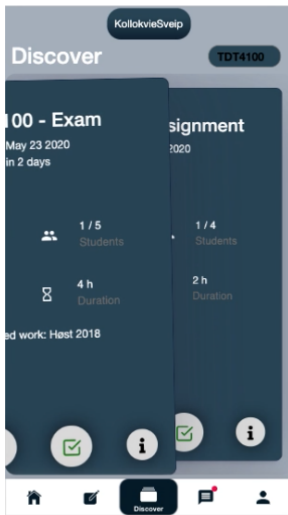 KollokvieSveip
Discover
TDT4100
100 - Exam
May 23 2020
in 2 days
1 / 5
Students
4 h
Duration
ed work: Høst 2018
signment
2020
1 / 4
Students
2 h
Duration
Discover